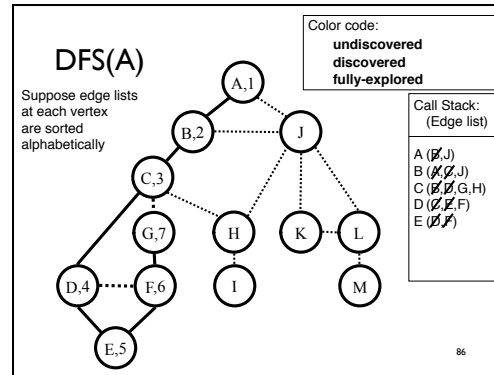 DFS(A)
Suppose edge lists
at each vertex
are sorted
alphabetically
Color code:
undiscovered
discovered
fully-explored
Call Stack:
(Edge list)
A (B,J)
B (A,C,J)
C (B,D,G,H)
D (C,E,F)
E (D,F)
A,1
B,2
J
C,3
G,7
H
K
L
D,4
F,6
I
M
E,5
86